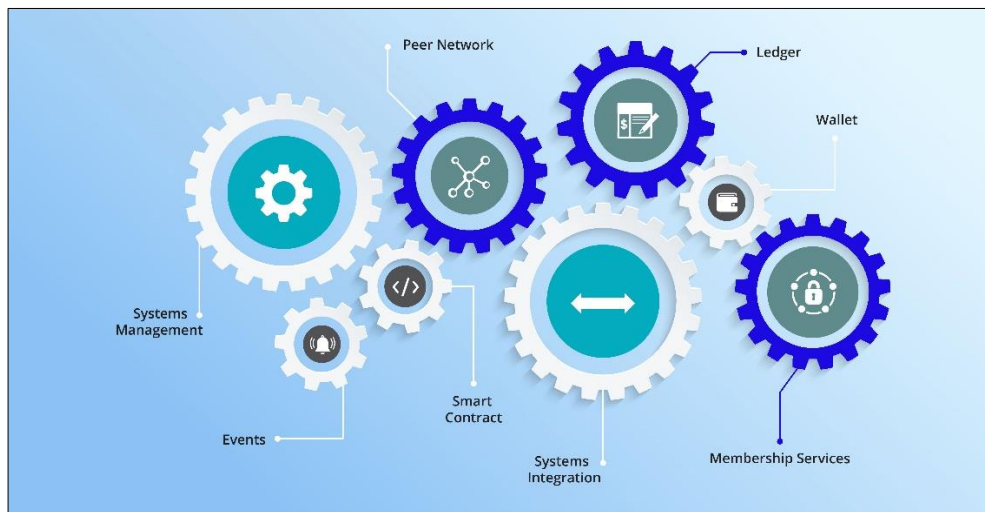 Peer Network
Ledger
Wallet
Systems
Management
$
</>
Smart
Contract
Events
Systems
Integration
Membership Services